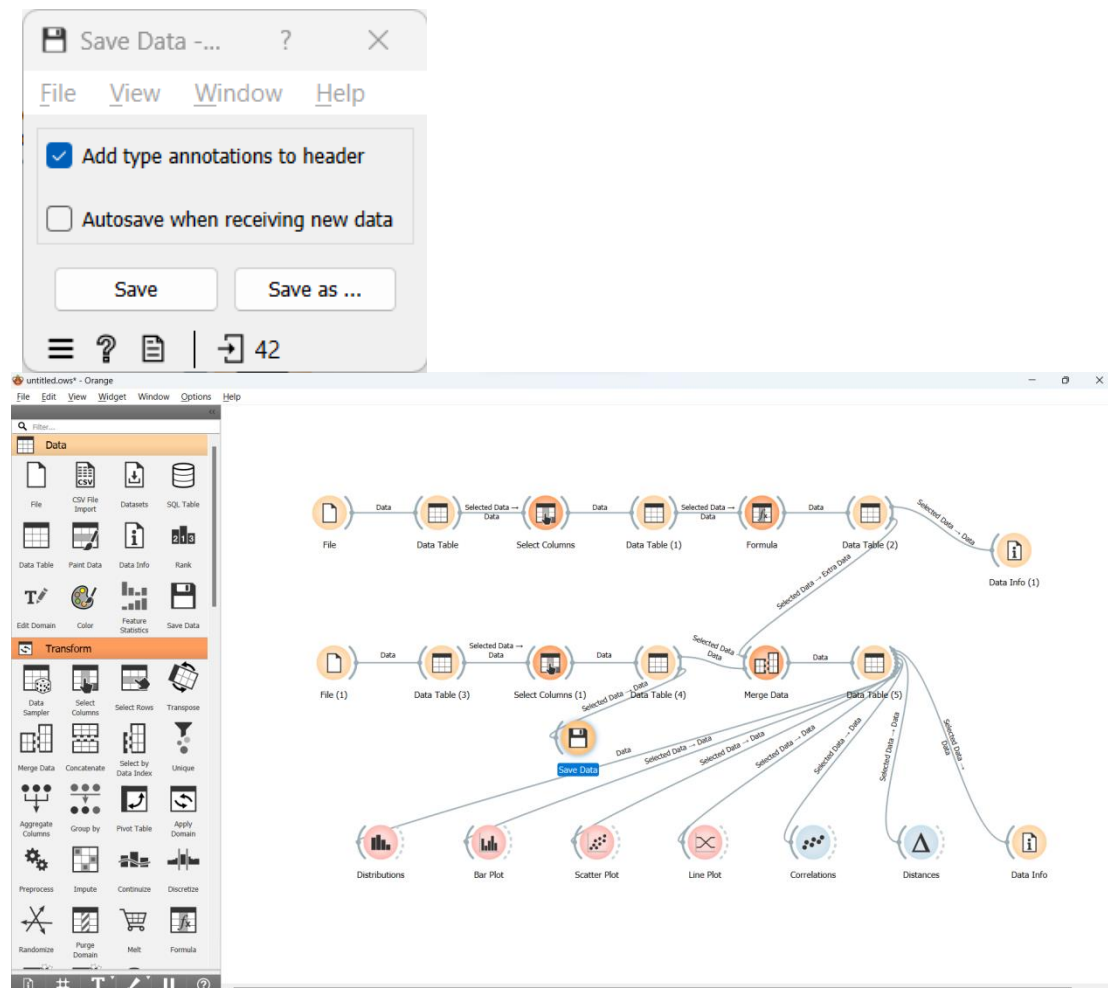 Save Data -... ?
File View Window Help
Add type annotations to header
Autosave when receiving new data
Save Save as ...
42
untitled.ows* - Orange
File Edit View Widget Window Options Help
Filter...
Data
File CSV File Import Datasets SQL Table
Data Table Paint Data Data Info Rank
Edit Domain Color Feature Statistics Save Data
Transform
Data Sampler Select Columns Select Rows Transpose
Merge Data Concatenate Select by Data Index Unique
Aggregate Columns Group by Pivot Table Apply Domain
Preprocess Impute Continuize Discretize
Randomize Purge Domain Melt Formula
Data Selected Data → Data Data Selected Data → Data Data Selected Data → Data
File Data Table Select Columns Data Table (1) Formula Data Table (2)
Data Info (1)
Selected Data → Extra Data
Data Selected Data → Data Data Selected Data Data Data
File (1) Data Table (3) Select Columns (1) Data Table (4) Merge Data Data Table (5)
Selected Data → Data
Save Data
Data Selected Data → Data Selected Data → Data Selected Data → Data Selected Data → Data Selected Data → Data Selected Data → Data
Distributions Bar Plot Scatter Plot Line Plot Correlations Distances Data Info